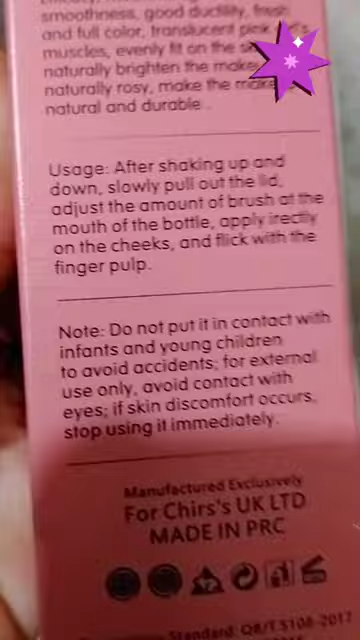 smoothness, good ductility, fresh
and full color, translucent pink
muscles, evenly fit on the
naturally brighten the
naturally rosy, make the
natural and durable .
Usage: After shaking up and
down, slowly pull out the lid,
adjust the amount of brush at the
mouth of the bottle, apply irectly
on the cheeks, and flick with the
finger pulp.
Note: Do not put it in contact with
infants and young children
to avoid accidents; for external
use only, avoid contact with
eyes; if skin discomfort occurs,
stop using it immediately.
Manufactured Exclusively
For Chirs's UK LTD
MADE IN PRC
Standard: QB/T5108-2017